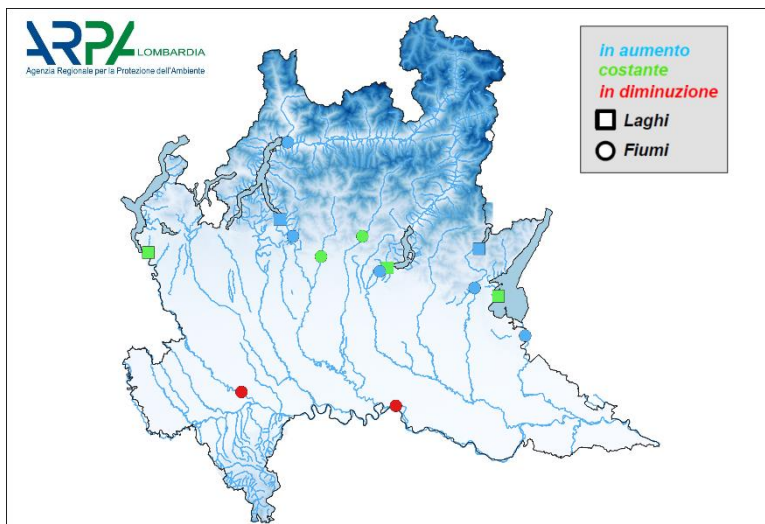 ARPA LOMBARDIA
Agenzia Regionale per la Protezione dell'Ambiente
in aumento
costante
in diminuzione
Laghi
Fiumi